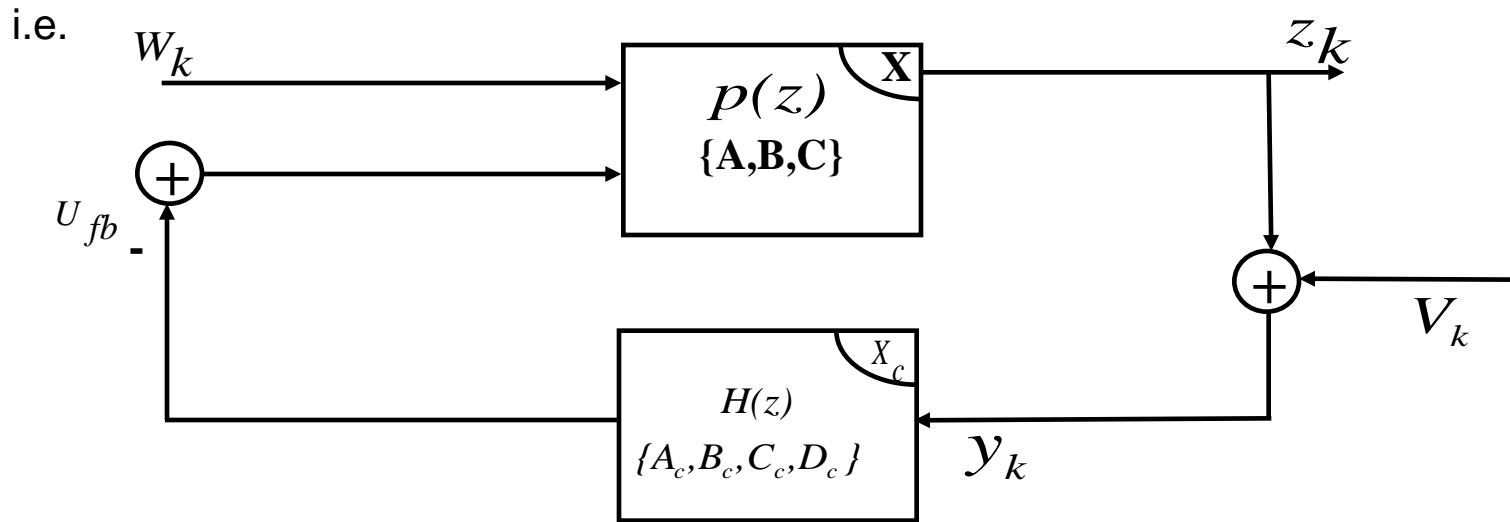 i.e.
W_k
z_k
X
p(z)
{A,B,C}
+
U_fb
-
+
V_k
X_c
H(z)
{A_c,B_c,C_c,D_c}
y_k